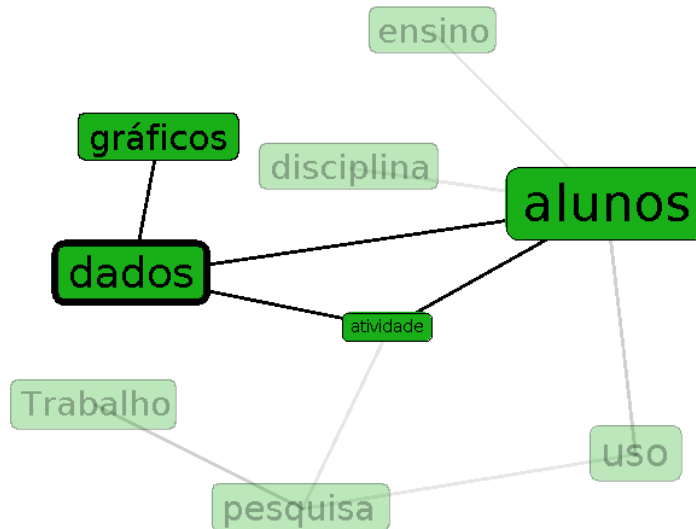 ensino
gráficos
disciplina
alunos
dados
atividade
Trabalho
uso
pesquisa